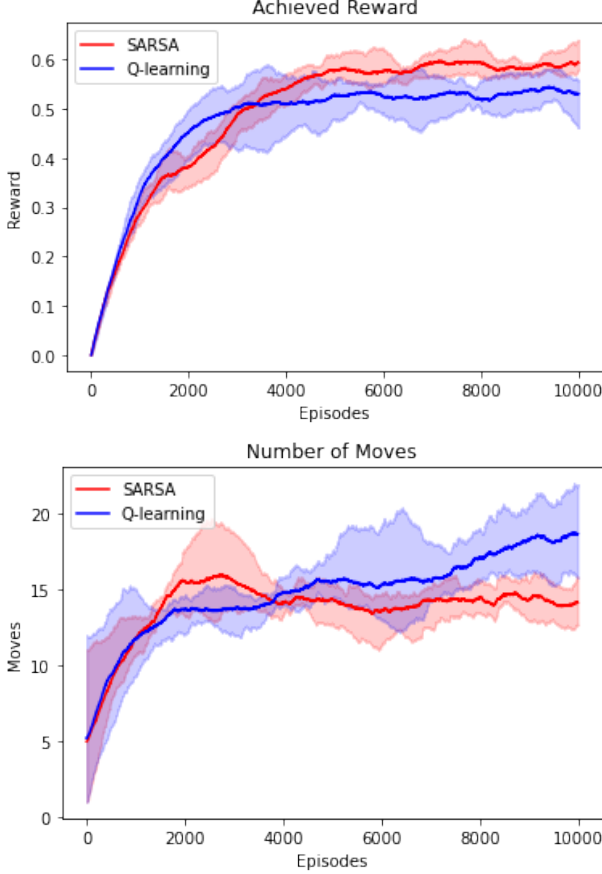 Achieved Reward
SARSA
Q-learning
0.6
0.5
0.4
0.3
0.2
0.1
0.0
Reward
0 2000 4000 6000 8000 10000
Episodes
Number of Moves
SARSA
Q-learning
20
15
10
5
0
Moves
0 2000 4000 6000 8000 10000
Episodes